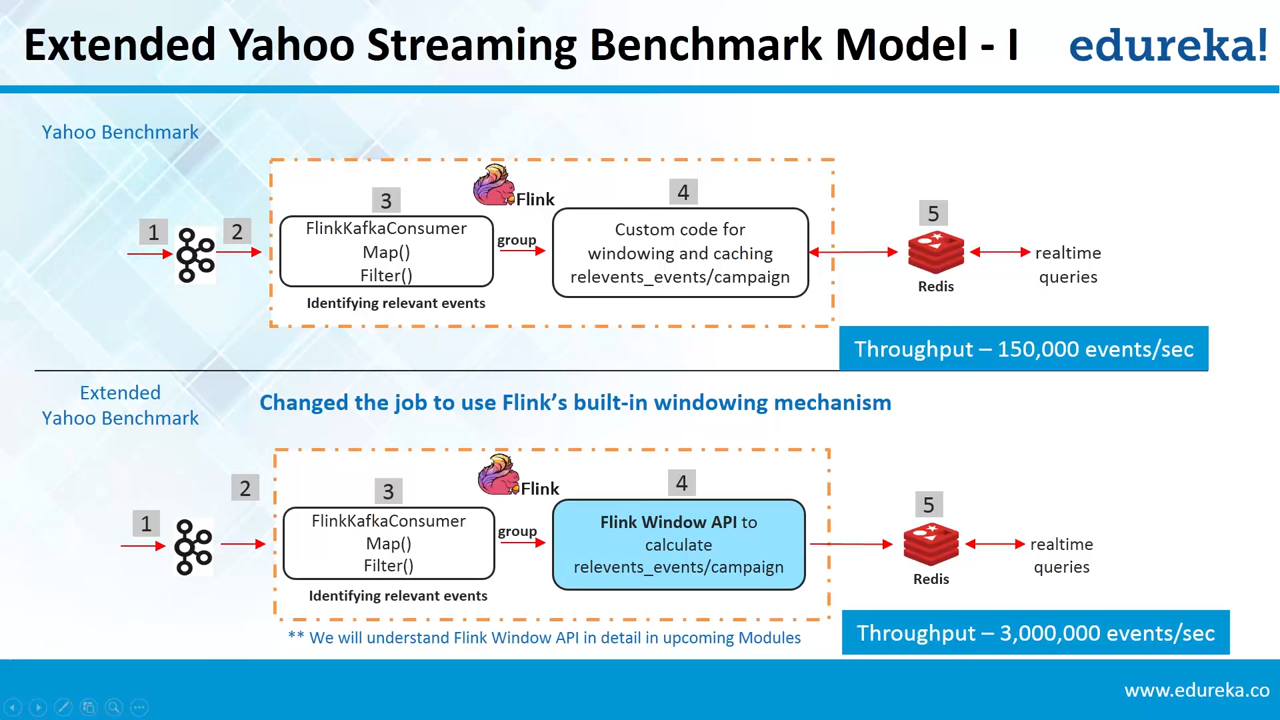 Extended Yahoo Streaming Benchmark Model - I
edureka!
Yahoo Benchmark
1
2
3
FlinkKafkaConsumer
Map()
Filter()
Identifying relevant events
Flink
group
4
Custom code for
windowing and caching
relevents_events/campaign
5
Redis
realtime
queries
Throughput – 150,000 events/sec
Extended
Yahoo Benchmark
Changed the job to use Flink’s built-in windowing mechanism
1
2
3
FlinkKafkaConsumer
Map()
Filter()
Identifying relevant events
Flink
group
4
Flink Window API to
calculate
relevents_events/campaign
5
Redis
realtime
queries
** We will understand Flink Window API in detail in upcoming Modules
Throughput – 3,000,000 events/sec
www.edureka.co